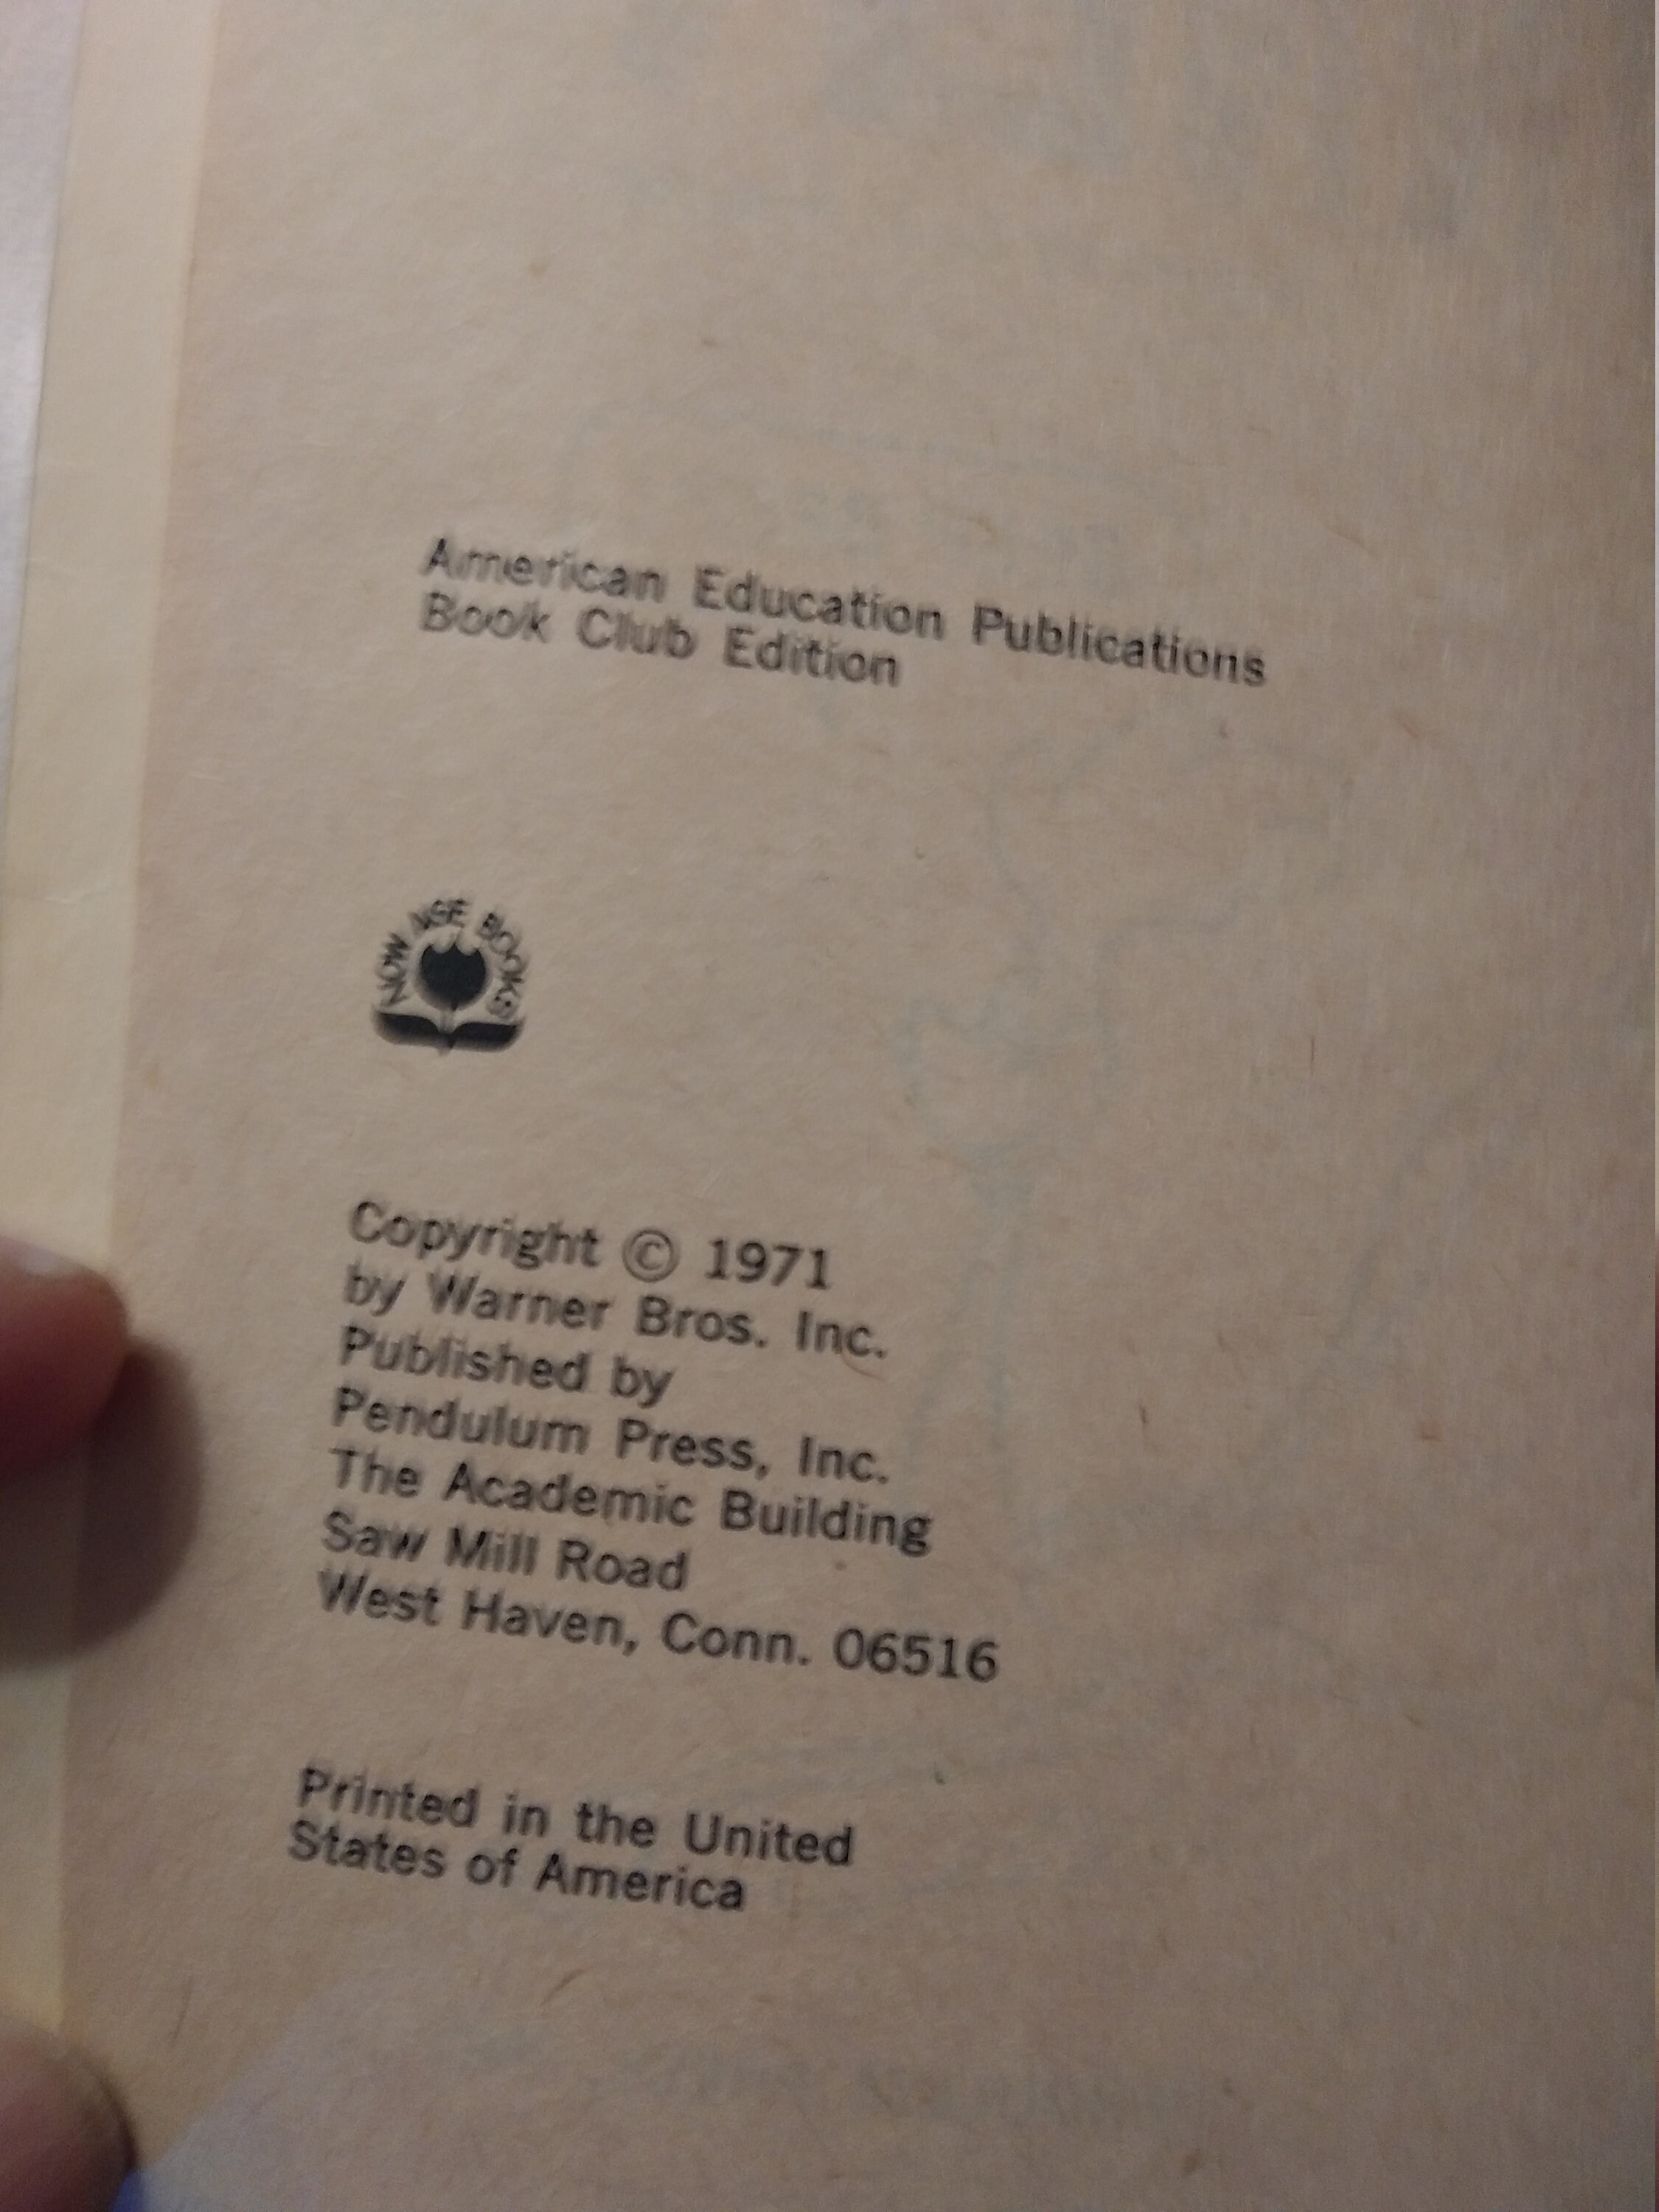 American Education Publications
Book Club Edition
NOW AGE BOOKS
Copyright © 1971
by Warner Bros. Inc.
Published by
Pendulum Press, Inc.
The Academic Building
Saw Mill Road
West Haven, Conn. 06516
Printed in the United
States of America